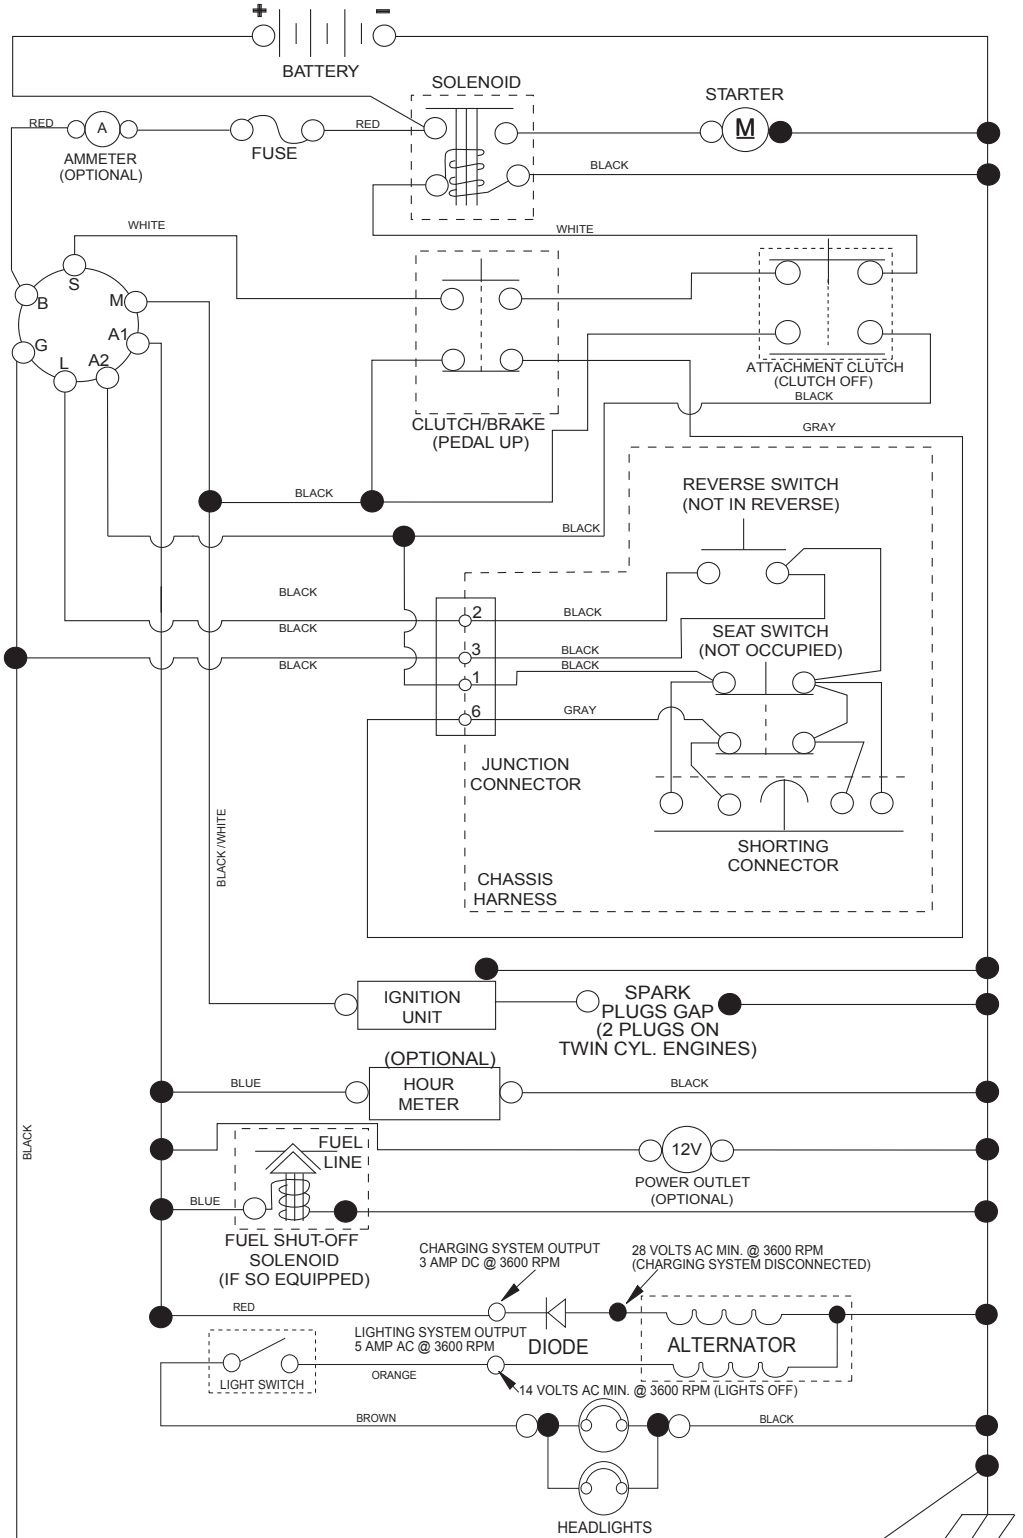 + −
BATTERY
SOLENOID
STARTER
RED
A
RED
M
FUSE
AMMETER
(OPTIONAL)
BLACK
WHITE
WHITE
S
B
M
A1
G
L
A2
ATTACHMENT CLUTCH
(CLUTCH OFF)
BLACK
CLUTCH/BRAKE
(PEDAL UP)
GRAY
REVERSE SWITCH
(NOT IN REVERSE)
BLACK
BLACK
BLACK
2
BLACK
BLACK
SEAT SWITCH
(NOT OCCUPIED)
3
BLACK
BLACK
BLACK
1
6
GRAY
JUNCTION
CONNECTOR
BLACK/WHITE
SHORTING
CONNECTOR
CHASSIS
HARNESS
IGNITION
UNIT
SPARK
PLUGS GAP
(2 PLUGS ON
TWIN CYL. ENGINES)
(OPTIONAL)
BLUE
HOUR
METER
BLACK
BLACK
FUEL
LINE
12V
POWER OUTLET
(OPTIONAL)
BLUE
FUEL SHUT-OFF
SOLENOID
(IF SO EQUIPPED)
CHARGING SYSTEM OUTPUT
3 AMP DC @ 3600 RPM
28 VOLTS AC MIN. @ 3600 RPM
(CHARGING SYSTEM DISCONNECTED)
RED
LIGHTING SYSTEM OUTPUT
5 AMP AC @ 3600 RPM
DIODE
ALTERNATOR
LIGHT SWITCH
ORANGE
14 VOLTS AC MIN. @ 3600 RPM (LIGHTS OFF)
BROWN
BLACK
HEADLIGHTS